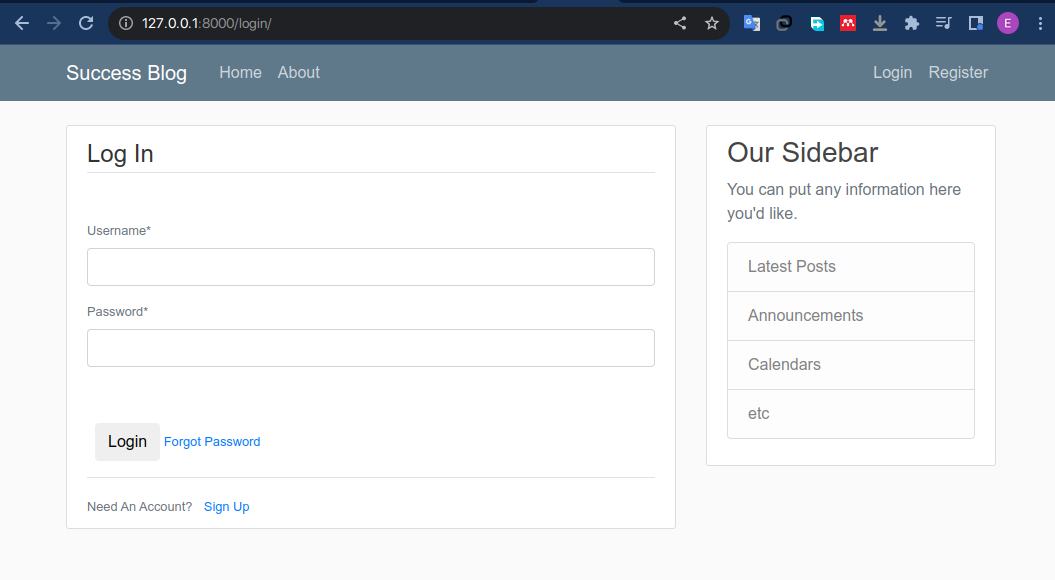 127.0.0.1:8000/login/
E
Success Blog Home About Login Register
Log In
Username*
Password*
Login Forgot Password
Need An Account? Sign Up
Our Sidebar
You can put any information here
you'd like.
Latest Posts
Announcements
Calendars
etc